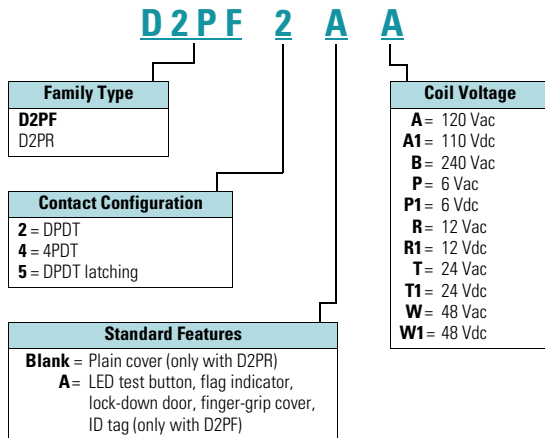 D2PF 2 A A
Family Type
D2PF
D2PR
Contact Configuration
2 = DPDT
4 = 4PDT
5 = DPDT latching
Standard Features
Blank = Plain cover (only with D2PR)
A = LED test button, flag indicator,
lock-down door, finger-grip cover,
ID tag (only with D2PF)
Coil Voltage
A = 120 Vac
A1 = 110 Vdc
B = 240 Vac
P = 6 Vac
P1 = 6 Vdc
R = 12 Vac
R1 = 12 Vdc
T = 24 Vac
T1 = 24 Vdc
W = 48 Vac
W1 = 48 Vdc